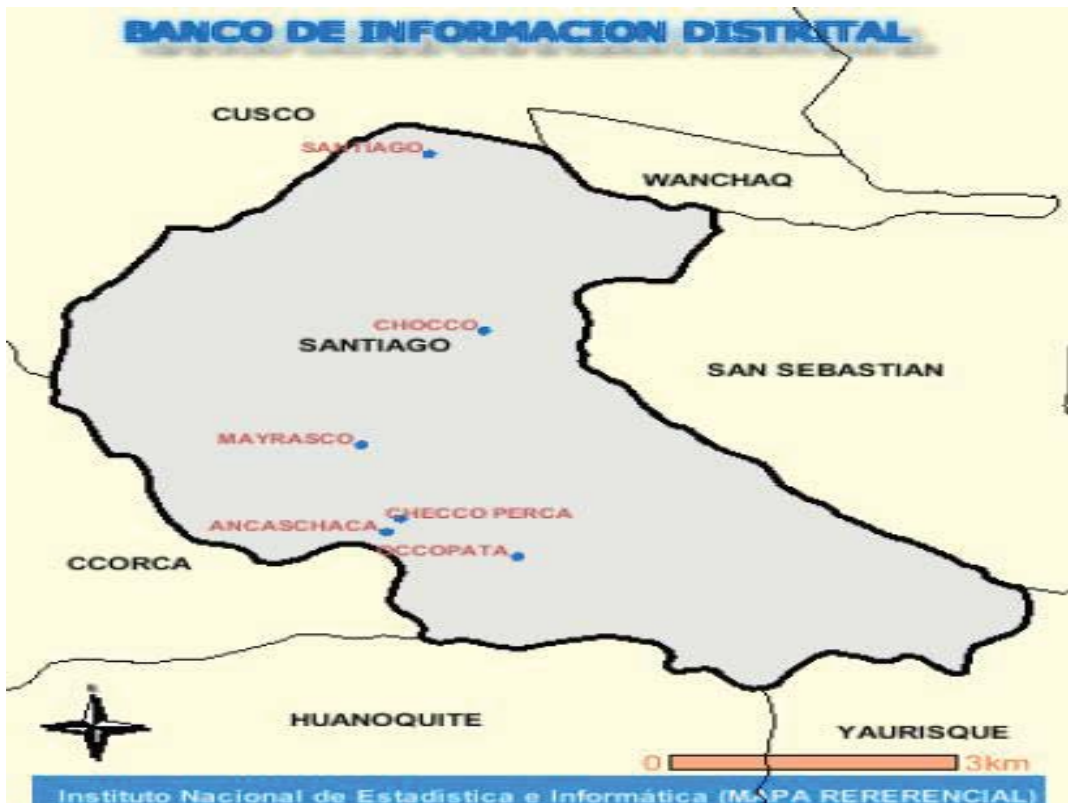 BANCO DE INFORMACION DISTRITAL
CUSCO
SANTIAGO
WANCHAQ
CHOCCO
SANTIAGO
SAN SEBASTIAN
MAYRASCO
CHECCO PERCA
ANCASCHACA
OCCOPATA
CCORCA
HUANOQUITE
YAURISQUE
0 3km
Instituto Nacional de Estadística e Informática (MAPA RERERENCIAL)